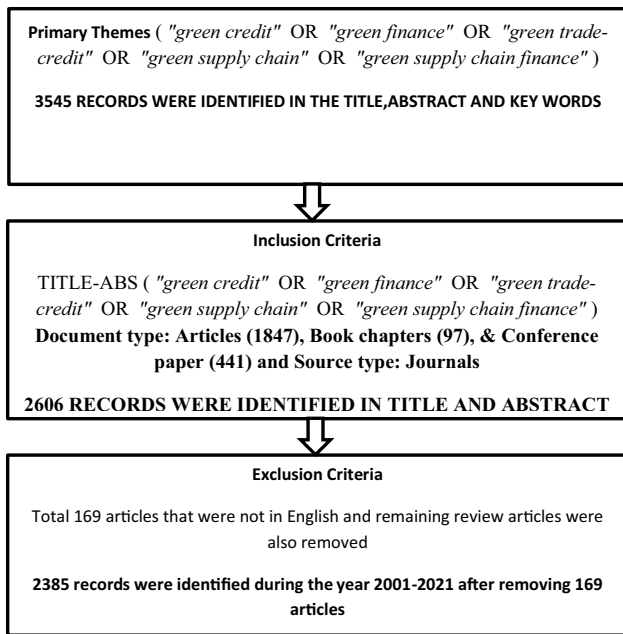 Primary Themes ( "green credit" OR "green finance" OR "green trade-
credit" OR "green supply chain" OR "green supply chain finance" )
3545 RECORDS WERE IDENTIFIED IN THE TITLE,ABSTRACT AND KEY WORDS
Inclusion Criteria
TITLE-ABS ( "green credit" OR "green finance" OR "green trade-
credit" OR "green supply chain" OR "green supply chain finance" )
Document type: Articles (1847), Book chapters (97), & Conference
paper (441) and Source type: Journals
2606 RECORDS WERE IDENTIFIED IN TITLE AND ABSTRACT
Exclusion Criteria
Total 169 articles that were not in English and remaining review articles were
also removed
2385 records were identified during the year 2001-2021 after removing 169
articles